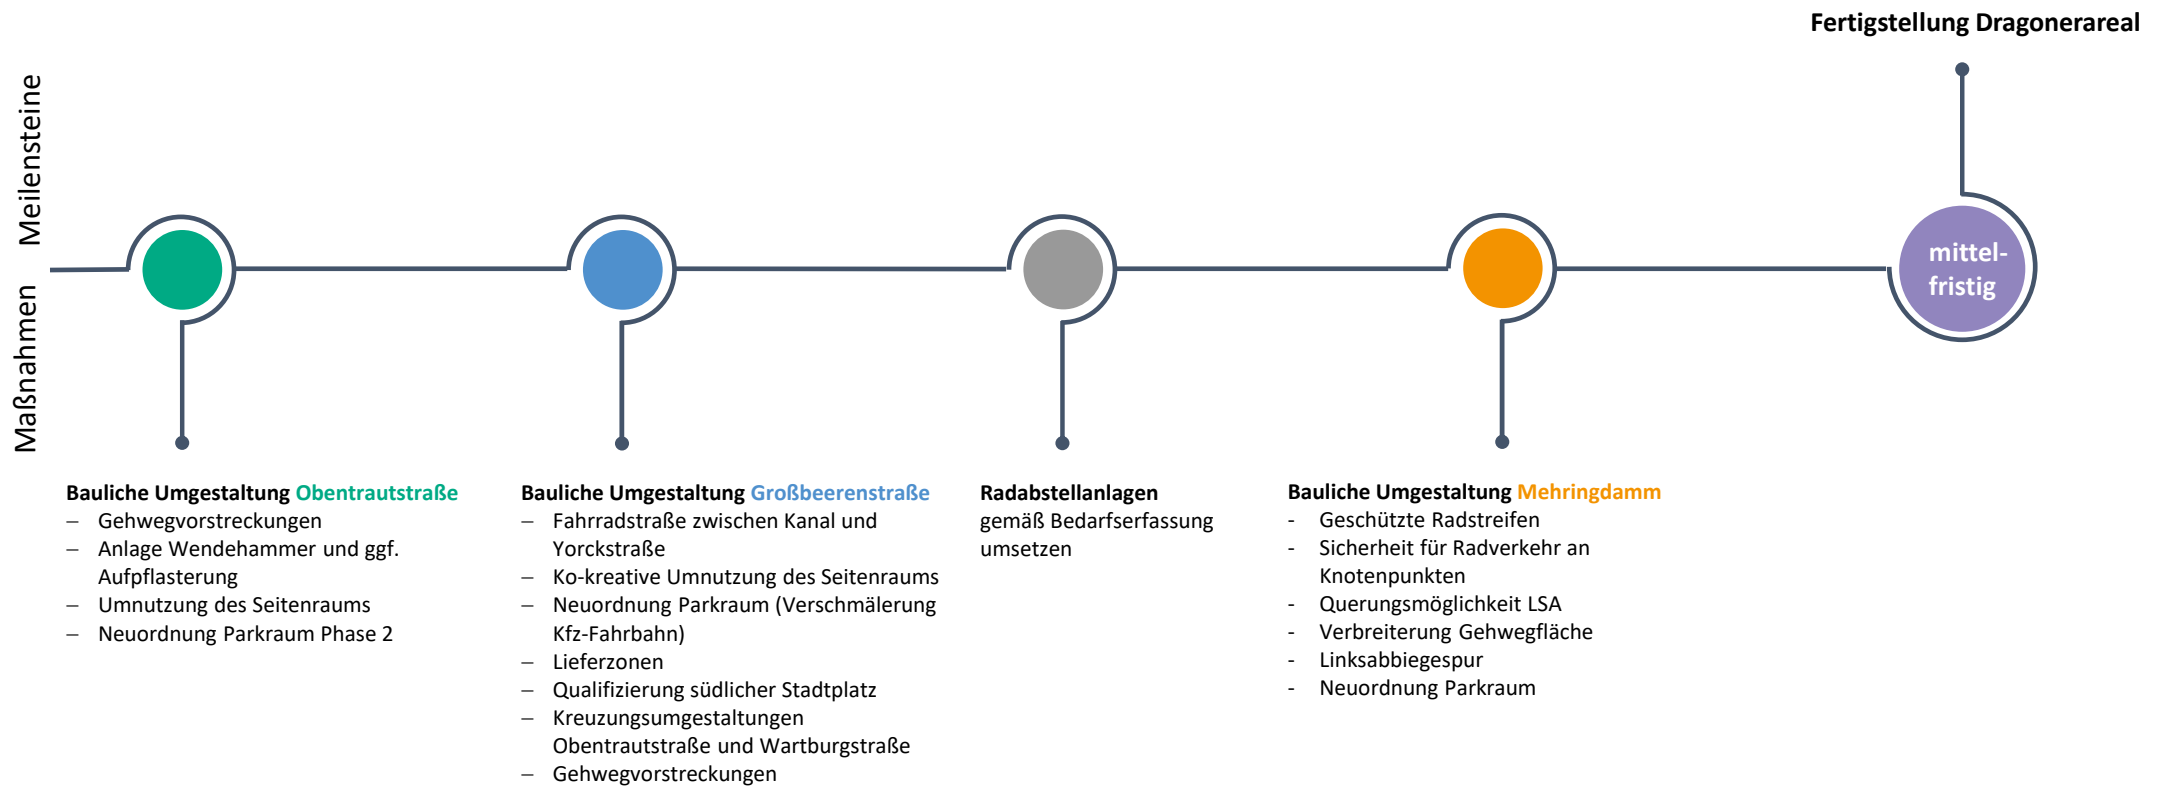 Fertigstellung Dragonerareal
Meilensteine
Maßnahmen
mittel-
fristig
Bauliche Umgestaltung Obentrautstraße
– Gehwegvorstreckungen
– Anlage Wendehammer und ggf.
Aufpflasterung
– Umnutzung des Seitenraums
– Neuordnung Parkraum Phase 2
Bauliche Umgestaltung Großbeerenstraße
– Fahrradstraße zwischen Kanal und
Yorckstraße
– Ko-kreative Umnutzung des Seitenraums
– Neuordnung Parkraum (Verschmälerung
Kfz-Fahrbahn)
– Lieferzonen
– Qualifizierung südlicher Stadtplatz
– Kreuzungsumgestaltungen
Obentrautstraße und Wartburgstraße
– Gehwegvorstreckungen
Radabstellanlagen
gemäß Bedarfserfassung
umsetzen
Bauliche Umgestaltung Mehringdamm
- Geschützte Radstreifen
- Sicherheit für Radverkehr an
Knotenpunkten
- Querungsmöglichkeit LSA
- Verbreiterung Gehwegfläche
- Linksabbiegespur
- Neuordnung Parkraum